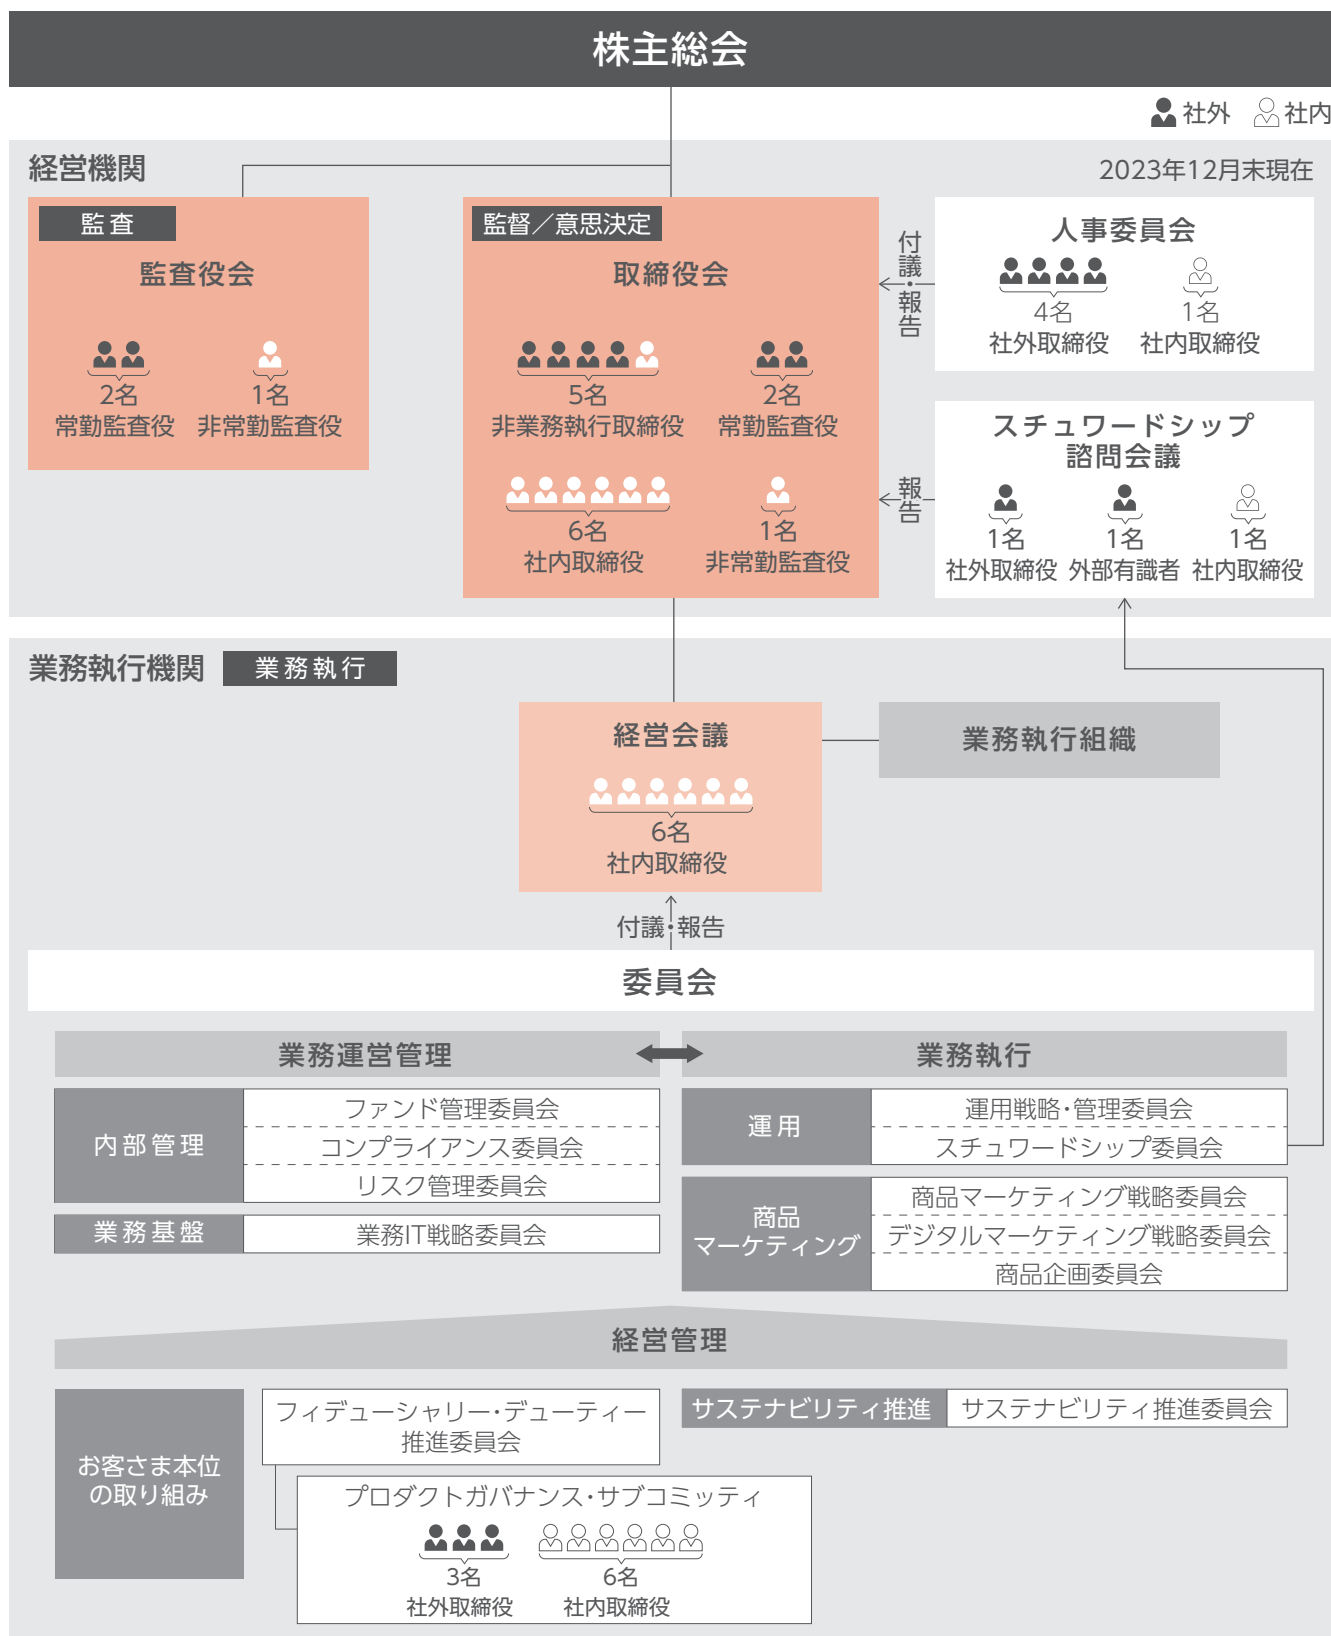 株主総会
社外 社内
経営機関
2023年12月末現在
監査
監査役会
2名
常勤監査役
1名
非常勤監査役
監督／意思決定
取締役会
5名
非業務執行取締役
2名
常勤監査役
6名
社内取締役
1名
非常勤監査役
付議・報告
人事委員会
4名
社外取締役
1名
社内取締役
報告
スチュワードシップ
諮問会議
1名
社外取締役
1名
外部有識者
1名
社内取締役
業務執行機関
業務執行
経営会議
6名
社内取締役
業務執行組織
付議・報告
委員会
業務運営管理
内部管理
ファンド管理委員会
コンプライアンス委員会
リスク管理委員会
業務基盤
業務IT戦略委員会
業務執行
運用
運用戦略・管理委員会
スチュワードシップ委員会
商品
マーケティング
商品マーケティング戦略委員会
デジタルマーケティング戦略委員会
商品企画委員会
経営管理
お客さま本位
の取り組み
フィデューシャリー・デューティー
推進委員会
プロダクトガバナンス・サブコミッティ
3名
社外取締役
6名
社内取締役
サステナビリティ推進
サステナビリティ推進委員会